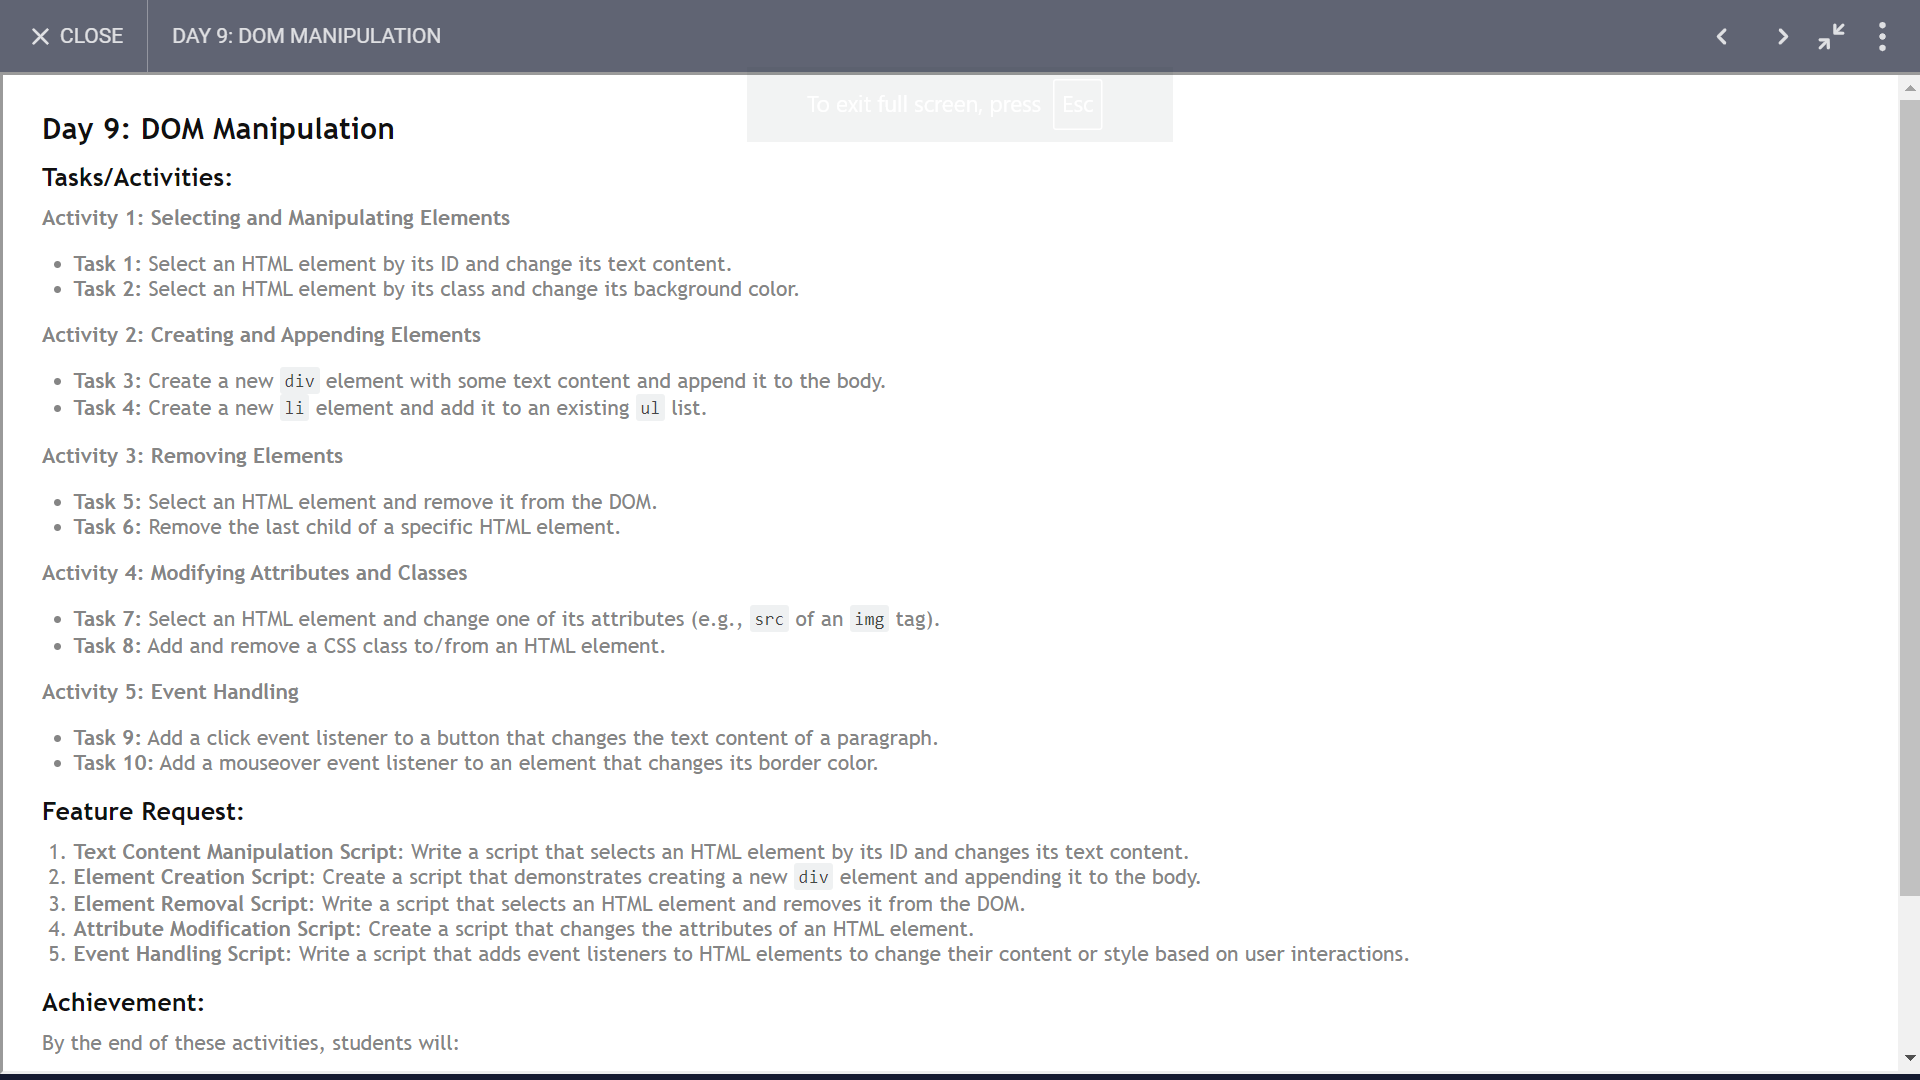 CLOSE
DAY 9: DOM MANIPULATION
To exit full screen, press Esc
Day 9: DOM Manipulation
Tasks/Activities:
Activity 1: Selecting and Manipulating Elements
• Task 1: Select an HTML element by its ID and change its text content.
• Task 2: Select an HTML element by its class and change its background color.
Activity 2: Creating and Appending Elements
• Task 3: Create a new div element with some text content and append it to the body.
• Task 4: Create a new li element and add it to an existing ul list.
Activity 3: Removing Elements
• Task 5: Select an HTML element and remove it from the DOM.
• Task 6: Remove the last child of a specific HTML element.
Activity 4: Modifying Attributes and Classes
• Task 7: Select an HTML element and change one of its attributes (e.g., src of an img tag).
• Task 8: Add and remove a CSS class to/from an HTML element.
Activity 5: Event Handling
• Task 9: Add a click event listener to a button that changes the text content of a paragraph.
• Task 10: Add a mouseover event listener to an element that changes its border color.
Feature Request:
1. Text Content Manipulation Script: Write a script that selects an HTML element by its ID and changes its text content.
2. Element Creation Script: Create a script that demonstrates creating a new div element and appending it to the body.
3. Element Removal Script: Write a script that selects an HTML element and removes it from the DOM.
4. Attribute Modification Script: Create a script that changes the attributes of an HTML element.
5. Event Handling Script: Write a script that adds event listeners to HTML elements to change their content or style based on user interactions.
Achievement:
By the end of these activities, students will: